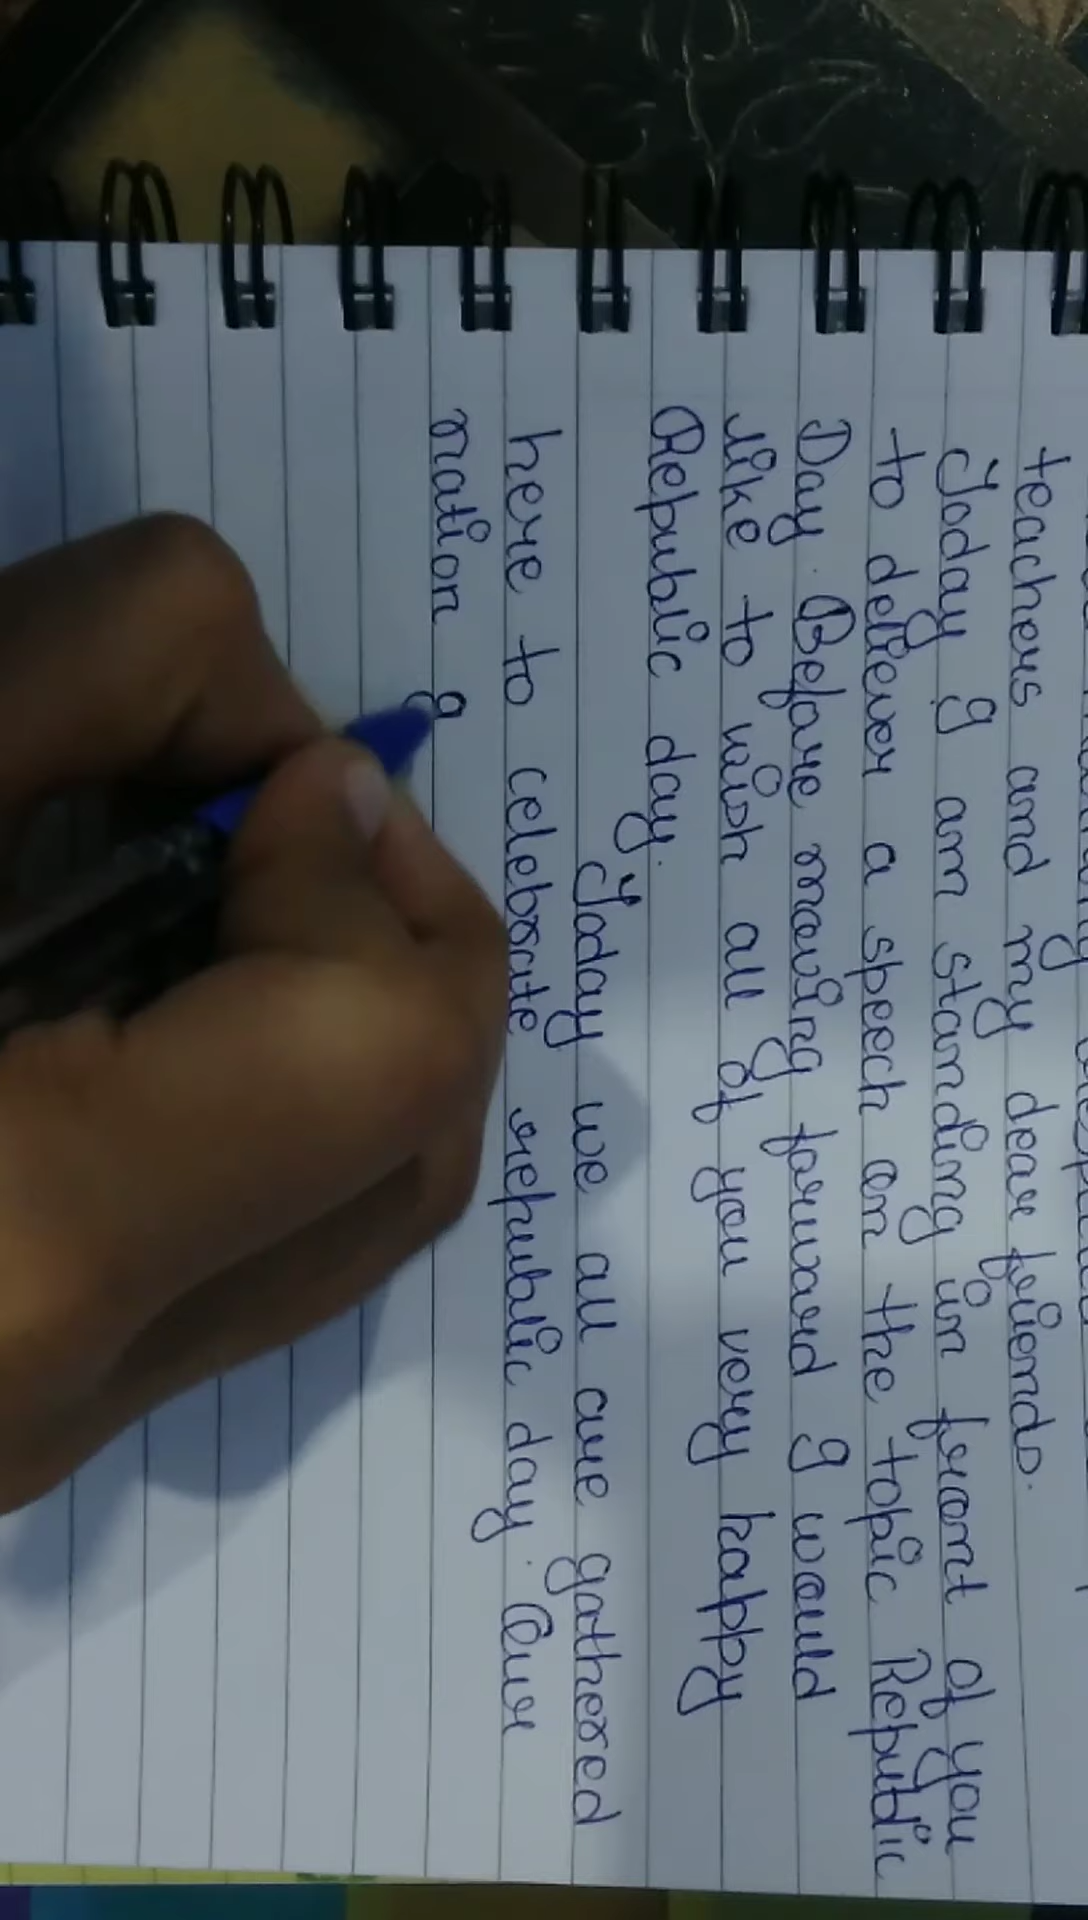 teachers and my dear friends.
Today I am standing in front of you
to deliever a speech on the topic Republic
Day. Before moving forward I would
like to wish all of you very happy
Republic day.
Today we all are gathered
here to celebrate republic day. Our
nation g